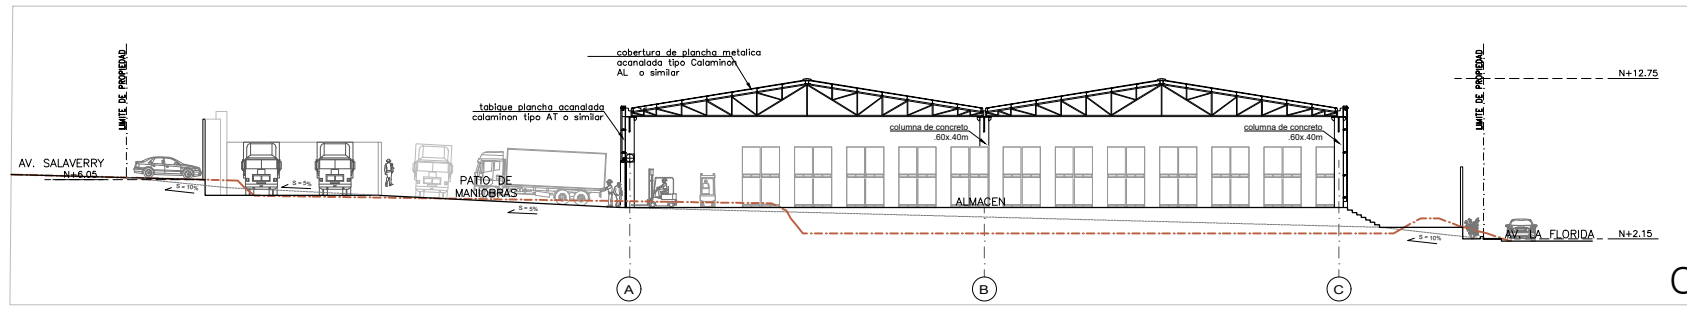 LIMITE DE PROPIEDAD
cobertura de plancha metalica
acanalada tipo Calaminon
AL o similar
LIMITE DE PROPIEDAD
N+12.75
tabique plancha acanalada
calaminon tipo AT o similar
columna de concreto
.60x.40m
columna de concreto
.60x.40m
AV. SALAVERRY
N+6.05
S = 10%
S = 5%
PATIO DE
MANIOBRAS
S = 5%
ALMACEN
S = 10%
AV. LA FLORIDA
N+2.15
A
B
C